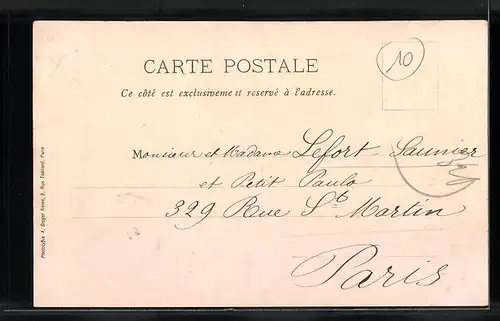 10
CARTE POSTALE
Ce côté est exclusivement reservé à l'adresse.
Monsieur et Madame Lefort-Saunier
et Petit Paulo
329 Rue St Martin
Paris